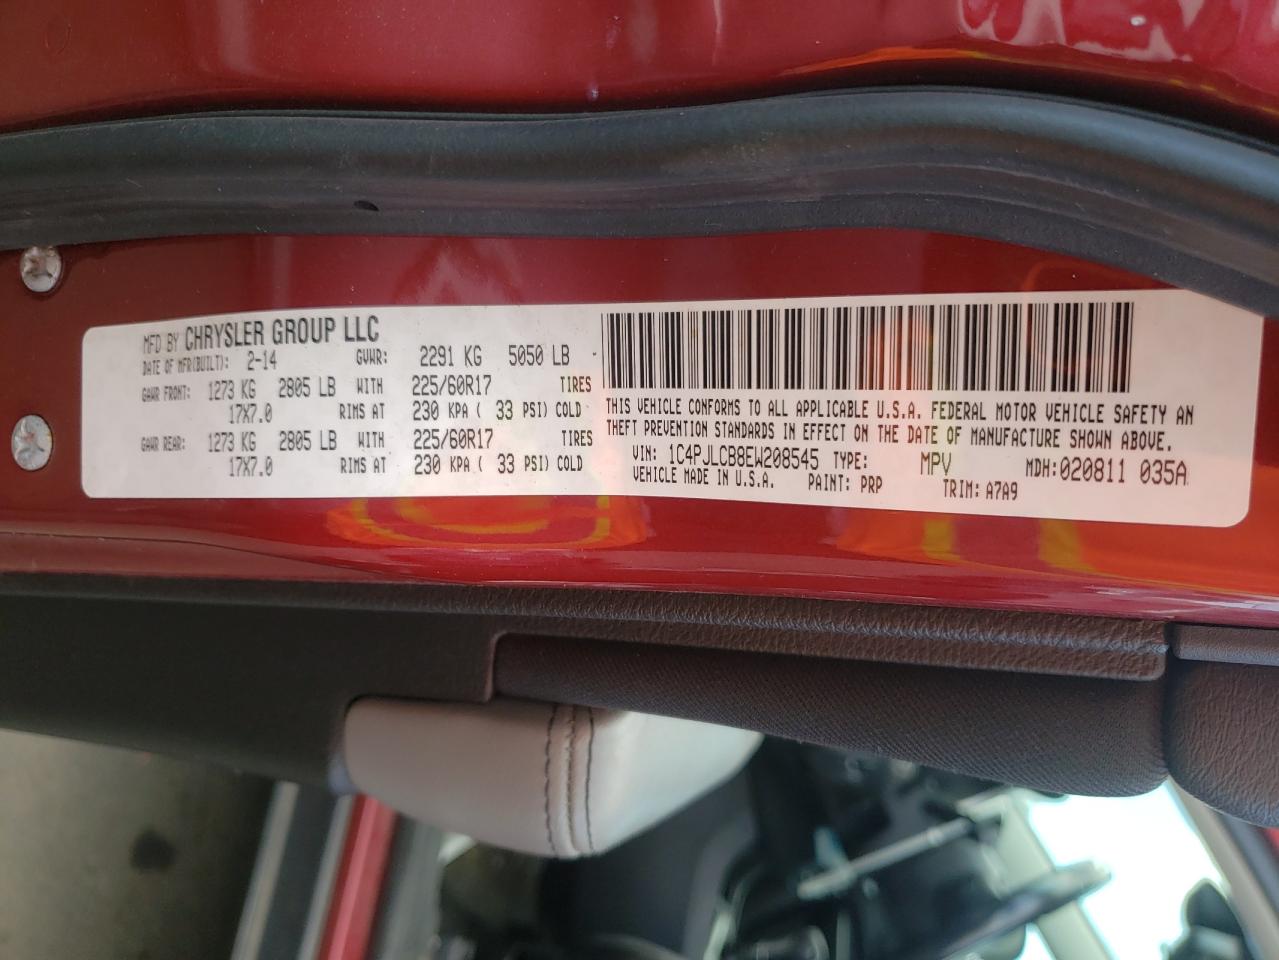 MFD BY CHRYSLER GROUP LLC
DATE OF MFR(BUILT): 2-14 GVWR: 2291 KG 5050 LB
GAWR FRONT: 1273 KG 2805 LB WITH 225/60R17 TIRES
17X7.0 RIMS AT 230 KPA ( 33 PSI) COLD
GAWR REAR: 1273 KG 2805 LB WITH 225/60R17 TIRES
17X7.0 RIMS AT 230 KPA ( 33 PSI) COLD
THIS VEHICLE CONFORMS TO ALL APPLICABLE U.S.A. FEDERAL MOTOR VEHICLE SAFETY AN
THEFT PREVENTION STANDARDS IN EFFECT ON THE DATE OF MANUFACTURE SHOWN ABOVE.
VIN: 1C4PJLCB8EW208545 TYPE: MPV MDH:020811 035A
VEHICLE MADE IN U.S.A. PAINT: PRP TRIM: A7A9